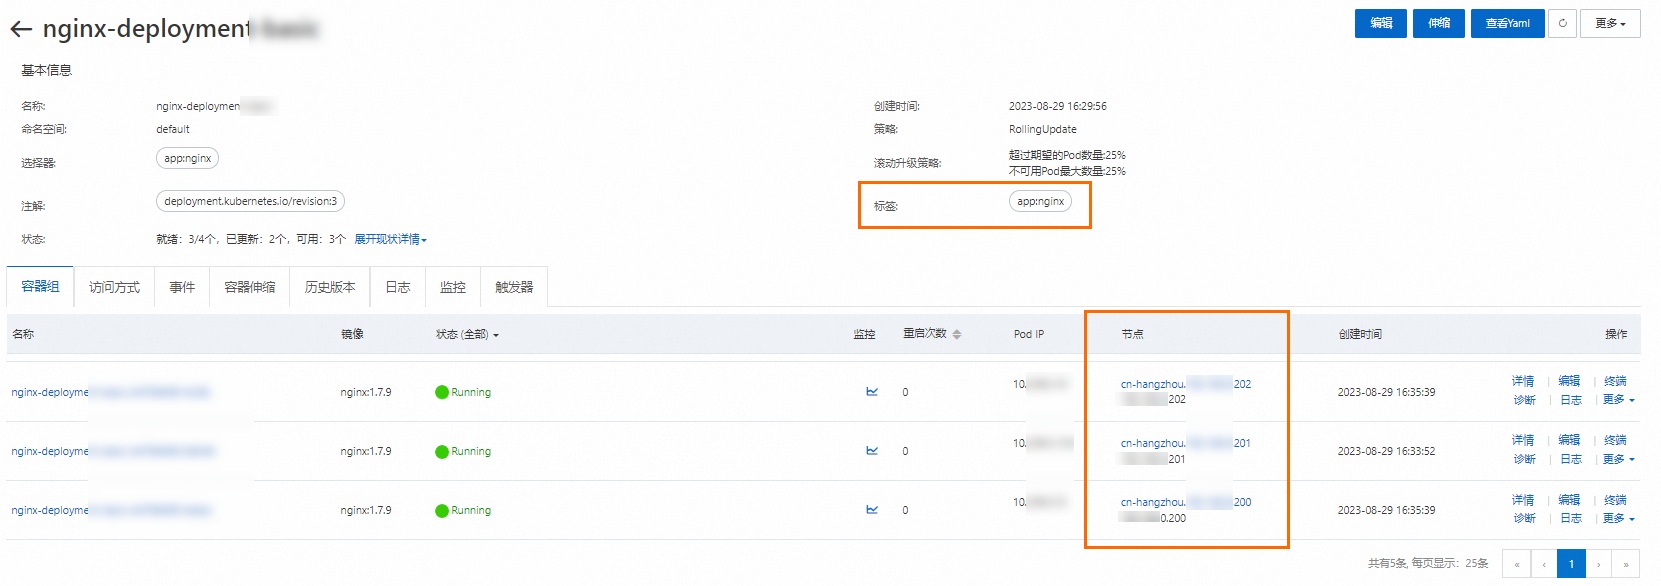 nginx-deployment
编辑
伸缩
查看Yaml
更多
基本信息
名称:
创建时间:
2023-08-29 16:29:56
命名空间:
default
策略:
RollingUpdate
选择器:
app:nginx
滚动升级策略:
超过期望的Pod数量:25%
不可用Pod最大数量:25%
注解:
deployment.kubernetes.io/revision:3
标签:
app:nginx
状态:
就绪：3/4个，已更新：2个，可用：3个 展开现状详情
容器组 访问方式 事件 容器伸缩 历史版本 日志 监控 触发器
名称 镜像 状态 (全部) 监控 重启次数 Pod IP 节点 创建时间 操作
nginx:1.7.9 Running 0 10. cn-hangzhou. 202 2023-08-29 16:35:39 详情 编辑 终端
202 诊断 日志 更多
nginx:1.7.9 Running 0 10. cn-hangzhou. 201 2023-08-29 16:33:52 详情 编辑 终端
201 诊断 日志 更多
nginx:1.7.9 Running 0 10. cn-hangzhou. 200 2023-08-29 16:35:39 详情 编辑 终端
0.200 诊断 日志 更多
共有5条, 每页显示：25条 « ‹ 1 › »